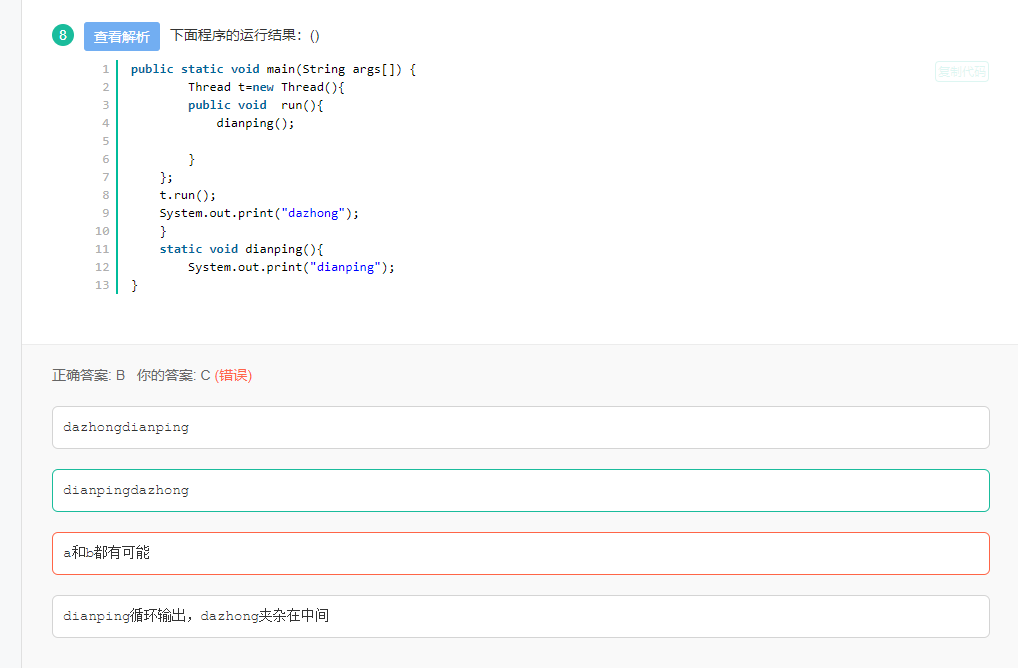 8 查看解析 下面程序的运行结果：()
复制代码
1 public static void main(String args[]) {
2         Thread t=new Thread(){
3         public void  run(){
4             dianping();
5
6         }
7     };
8     t.run();
9     System.out.print("dazhong");
10     }
11     static void dianping(){
12         System.out.print("dianping");
13 }
正确答案: B 你的答案: C (错误)
dazhongdianping
dianpingdazhong
a和b都有可能
dianping循环输出，dazhong夹杂在中间